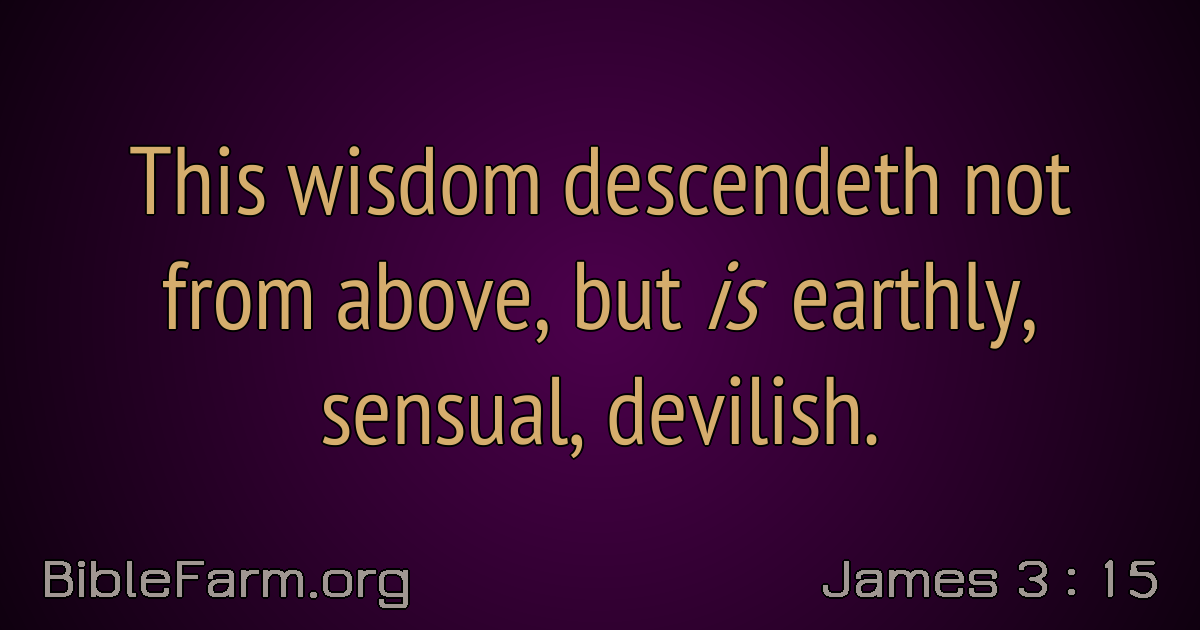 This wisdom descendeth not
from above, but is earthly,
sensual, devilish.
BibleFarm.org
James 3 : 15